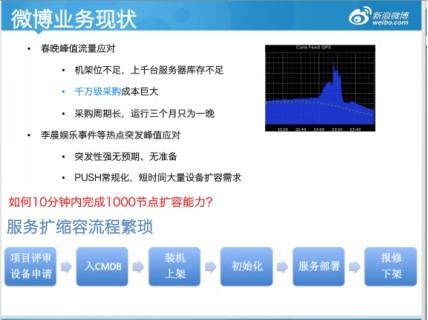 微博业务现状
新浪微博
weibo.com
• 春晚峰值流量应对
• 机架位不足，上千台服务器库存不足
• 千万级采购成本巨大
• 采购周期长，运行三个月只为一晚
• 李晨娱乐事件等热点突发峰值应对
• 突发性强无预期、无准备
• PUSH常规化，短时间大量设备扩容需求
Core Feed QPS
22:20 22:40 23:00 23:20
如何10分钟内完成1000节点扩容能力？
服务扩缩容流程繁琐
项目评审
设备申请
入CMDB
装机
上架
初始化
服务部署
报修
下架